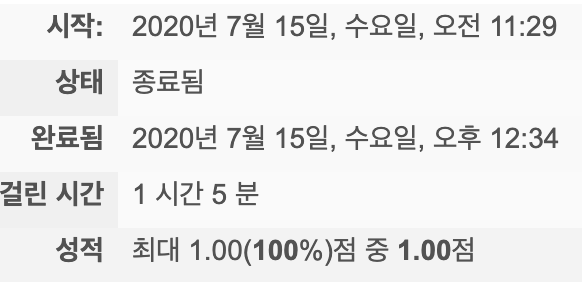 시작: 2020년 7월 15일, 수요일, 오전 11:29
상태 종료됨
완료됨 2020년 7월 15일, 수요일, 오후 12:34
걸린 시간 1 시간 5 분
성적 최대 1.00(100%)점 중 1.00점